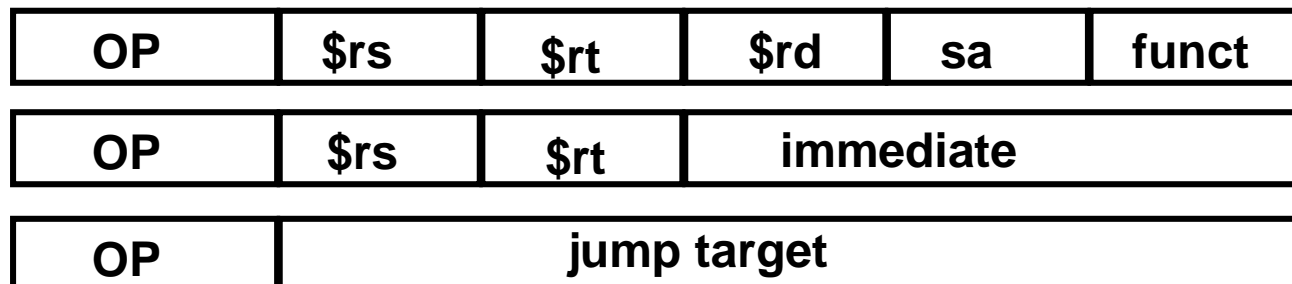 OP $rs $rt $rd sa funct
OP $rs $rt immediate
OP jump target